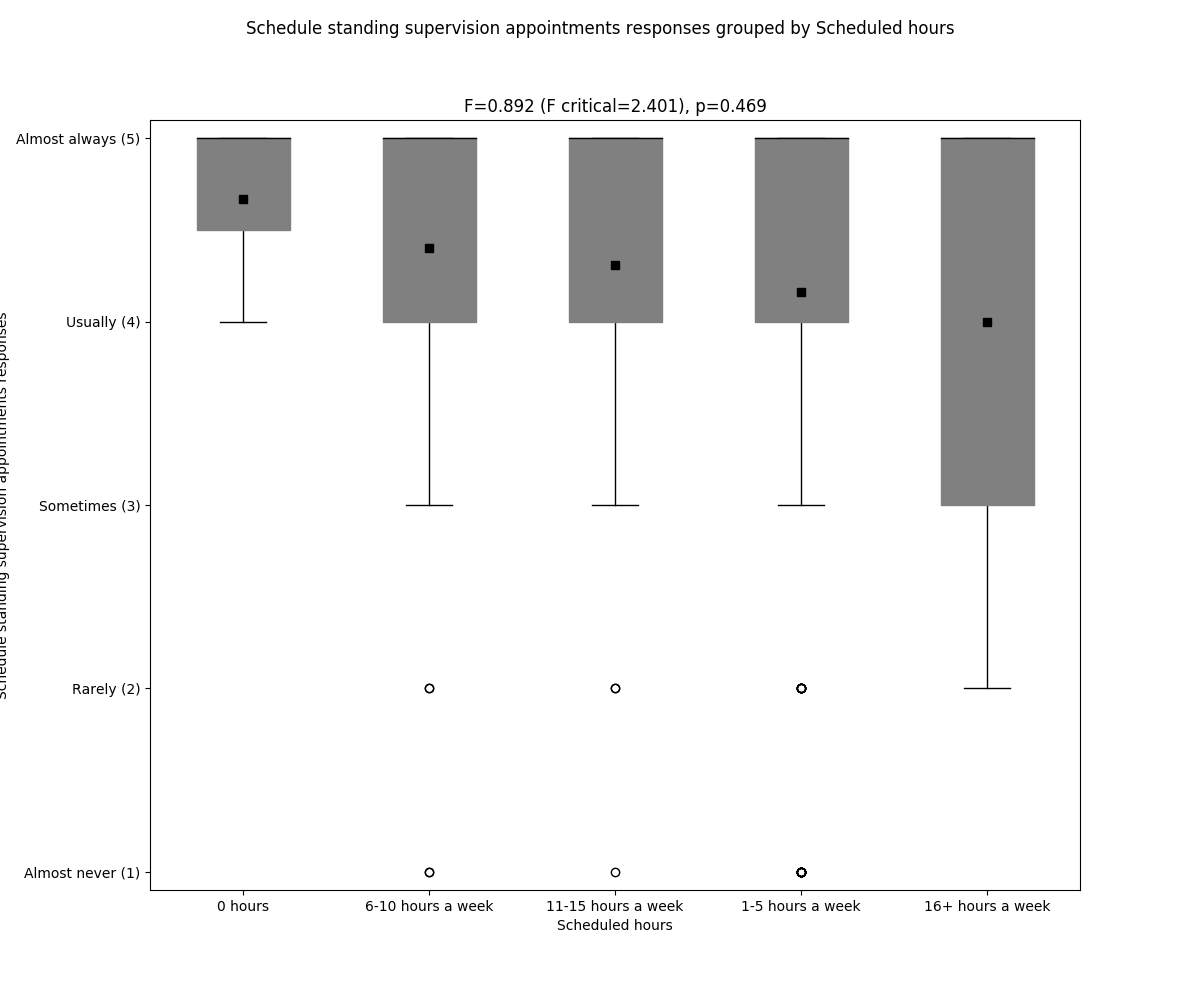 Schedule standing supervision appointments responses grouped by Scheduled hours
F=0.892 (F critical=2.401), p=0.469
Almost always (5)
Usually (4)
Sometimes (3)
Rarely (2)
Almost never (1)
Schedule standing supervision appointments responses
0 hours
6-10 hours a week
11-15 hours a week
1-5 hours a week
16+ hours a week
Scheduled hours